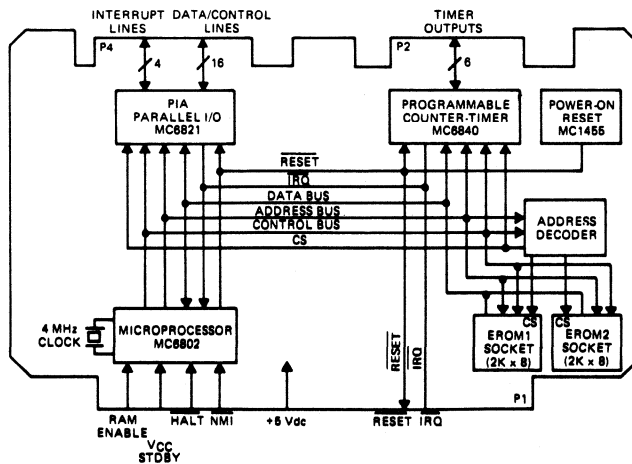 INTERRUPT DATA/CONTROL
LINES LINES
TIMER
OUTPUTS
P4
P2
4
16
6
PIA
PARALLEL I/O
MC6821
PROGRAMMABLE
COUNTER-TIMER
MC6840
POWER-ON
RESET
MC1455
RESET
IRQ
DATA BUS
ADDRESS BUS
CONTROL BUS
CS
ADDRESS
DECODER
4 MHz
CLOCK
MICROPROCESSOR
MC6802
RESET
IRQ
CS
CS
EROM1
SOCKET
(2K x 8)
EROM2
SOCKET
(2K x 8)
P1
RAM
ENABLE
VCC
STDBY
HALT
NMI
+5 Vdc
RESET
IRQ